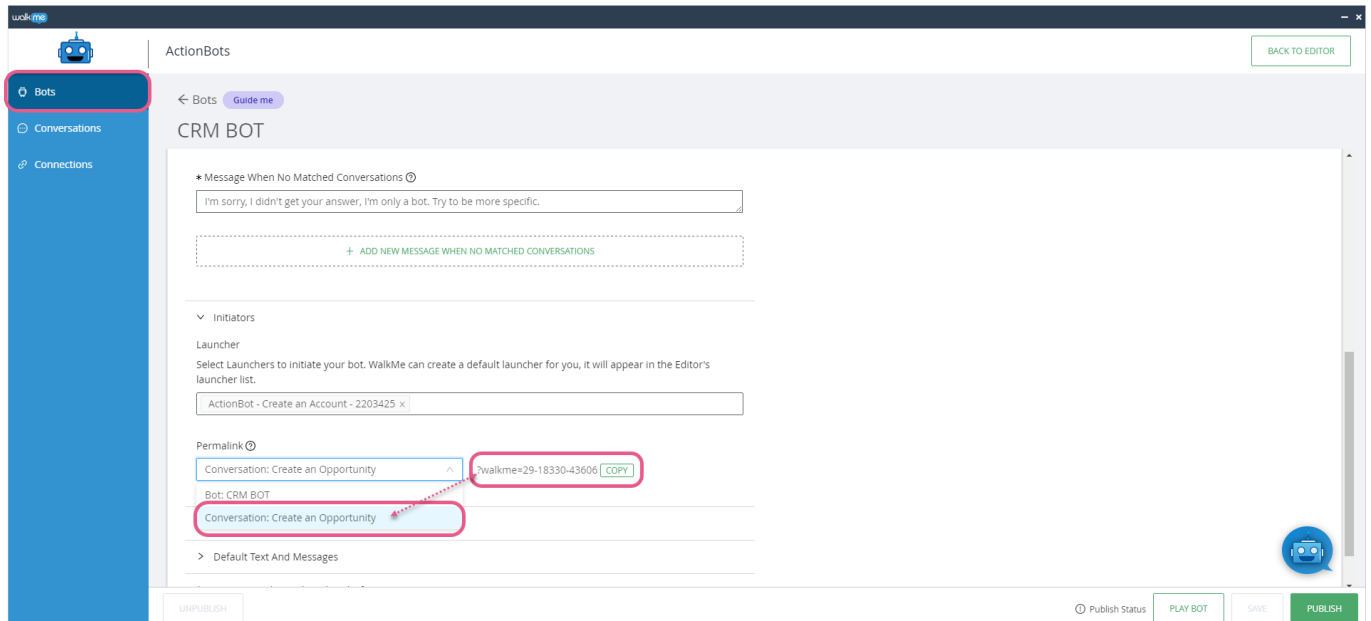 walkme
ActionBots
BACK TO EDITOR
Bots
Conversations
Connections
Bots Guide me
CRM BOT
* Message When No Matched Conversations
I'm sorry, I didn't get your answer, I'm only a bot. Try to be more specific.
+ ADD NEW MESSAGE WHEN NO MATCHED CONVERSATIONS
Initiators
Launcher
Select Launchers to initiate your bot. WalkMe can create a default launcher for you, it will appear in the Editor's
launcher list.
ActionBot - Create an Account - 2203425 ×
Permalink
Conversation: Create an Opportunity
?walkme=29-18330-43606 COPY
Bot: CRM BOT
Conversation: Create an Opportunity
Default Text And Messages
UNPUBLISH
Publish Status
PLAY BOT
SAVE
PUBLISH